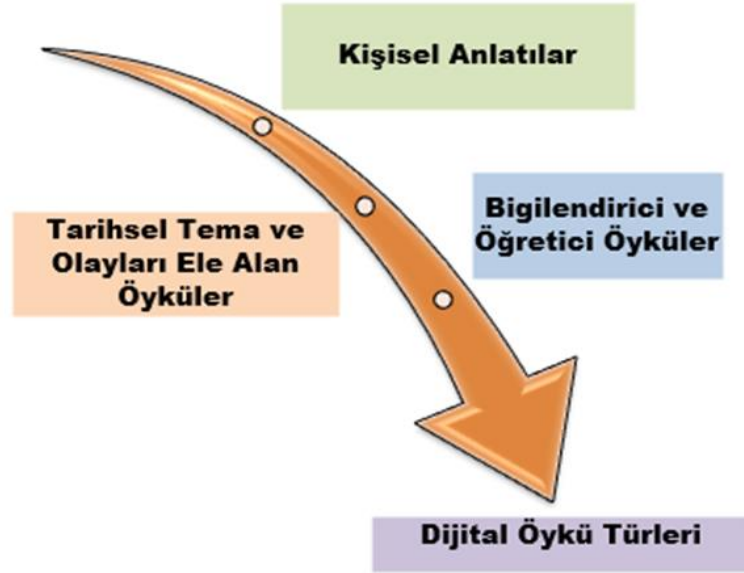 Kişisel Anlatılar
Tarihsel Tema ve
Olayları Ele Alan
Öyküler
Bigilendirici ve
Öğretici Öyküler
Dijital Öykü Türleri